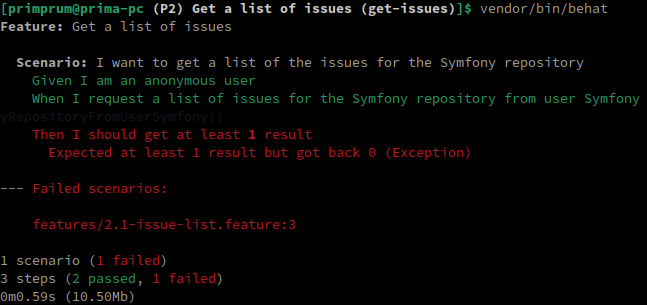 [primprum@prima-pc (P2) Get a list of issues (get-issues)]$ vendor/bin/behat
Feature: Get a list of issues
Scenario: I want to get a list of the issues for the Symfony repository
Given I am an anonymous user
When I request a list of issues for the Symfony repository from user Symfony
yRepositoryFromUserSymfony()
Then I should get at least 1 result
Expected at least 1 result but got back 0 (Exception)
--- Failed scenarios:
features/2.1-issue-list.feature:3
1 scenario (1 failed)
3 steps (2 passed, 1 failed)
0m0.59s (10.50Mb)